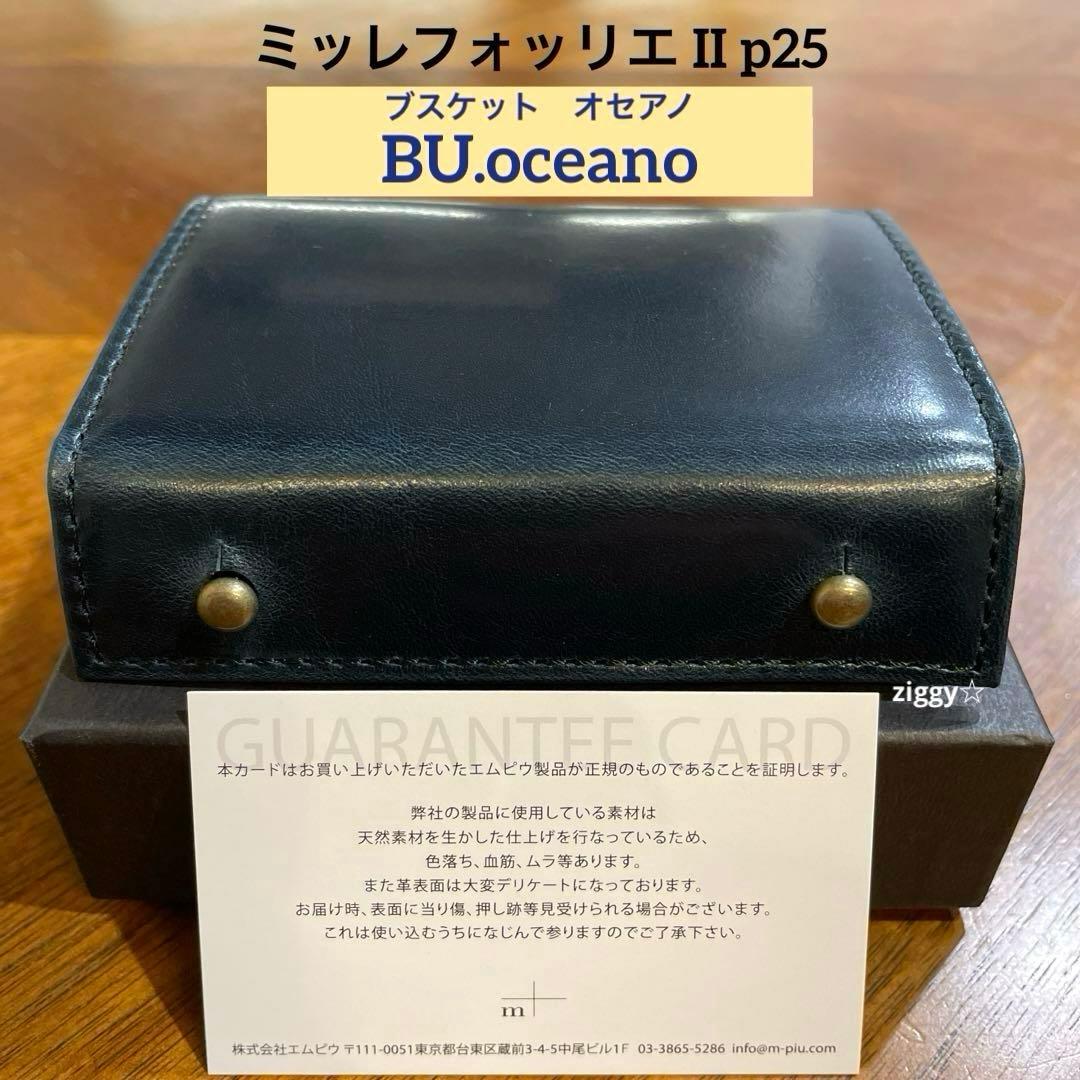 ミッレフォッリエ II p25
ブスケット　オセアノ
BU.oceano
ziggy☆
GUARANTEE CARD
本カードはお買い上げいただいたエムピウ製品が正規のものであることを証明します。
弊社の製品に使用している素材は
天然素材を生かした仕上げを行なっているため、
色落ち、血筋、ムラ等あります。
また革表面は大変デリケートになっております。
お届け時、表面に当り傷、押し跡等見受けられる場合がございます。
これは使い込むうちになじんで参りますのでご了承下さい。
m
株式会社エムピウ 〒111-0051東京都台東区蔵前3-4-5中尾ビル1F 03-3865-5286 info@m-piu.com